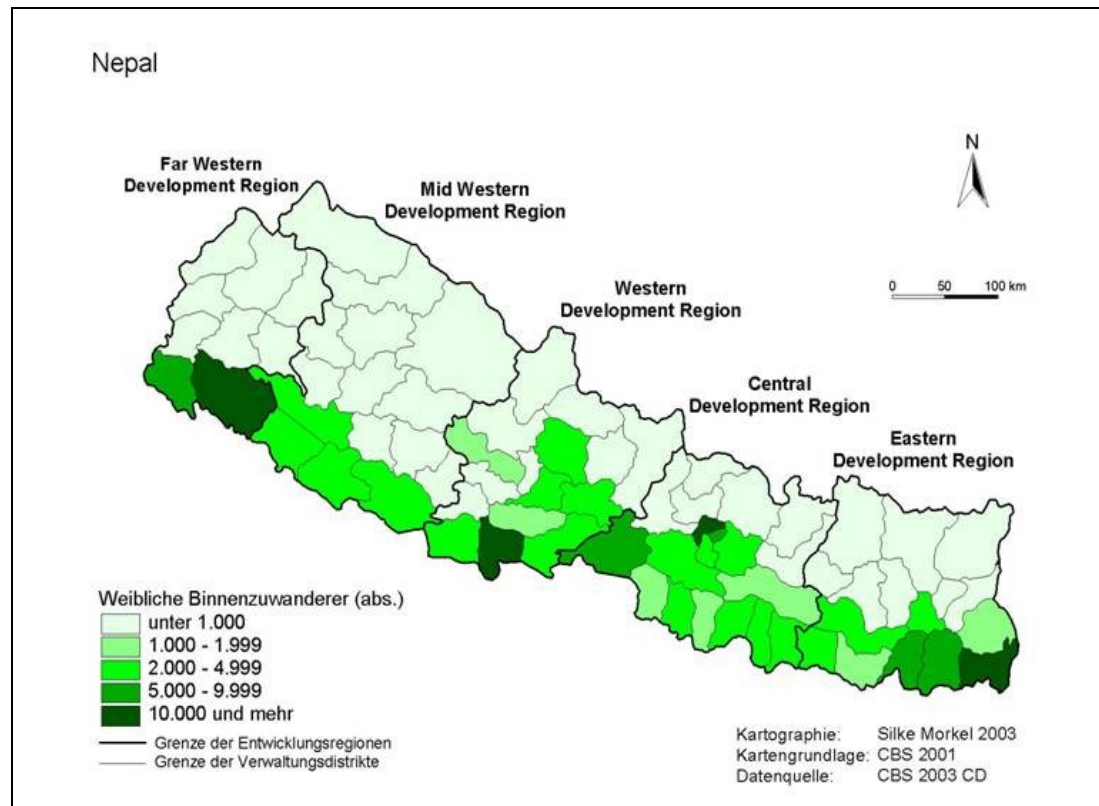 Nepal
Far Western
Development Region
Mid Western
Development Region
N
Western
Development Region
0 50 100 km
Central
Development Region
Eastern
Development Region
Weibliche Binnenzuwanderer (abs.)
unter 1.000
1.000 - 1.999
2.000 - 4.999
5.000 - 9.999
10.000 und mehr
Grenze der Entwicklungsregionen
Grenze der Verwaltungsdistrikte
Kartographie: Silke Morkel 2003
Kartengrundlage: CBS 2001
Datenquelle: CBS 2003 CD